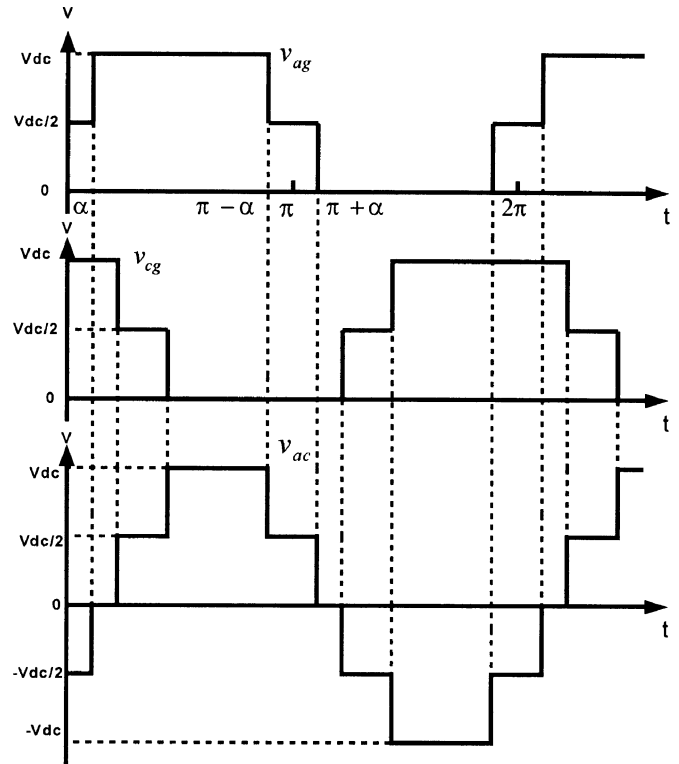 v
Vdc
v_ag
Vdc/2
0
α
π − α
π
π + α
2π
t
v
Vdc
v_cg
Vdc/2
0
t
v
v_ac
Vdc
Vdc/2
0
t
-Vdc/2
-Vdc